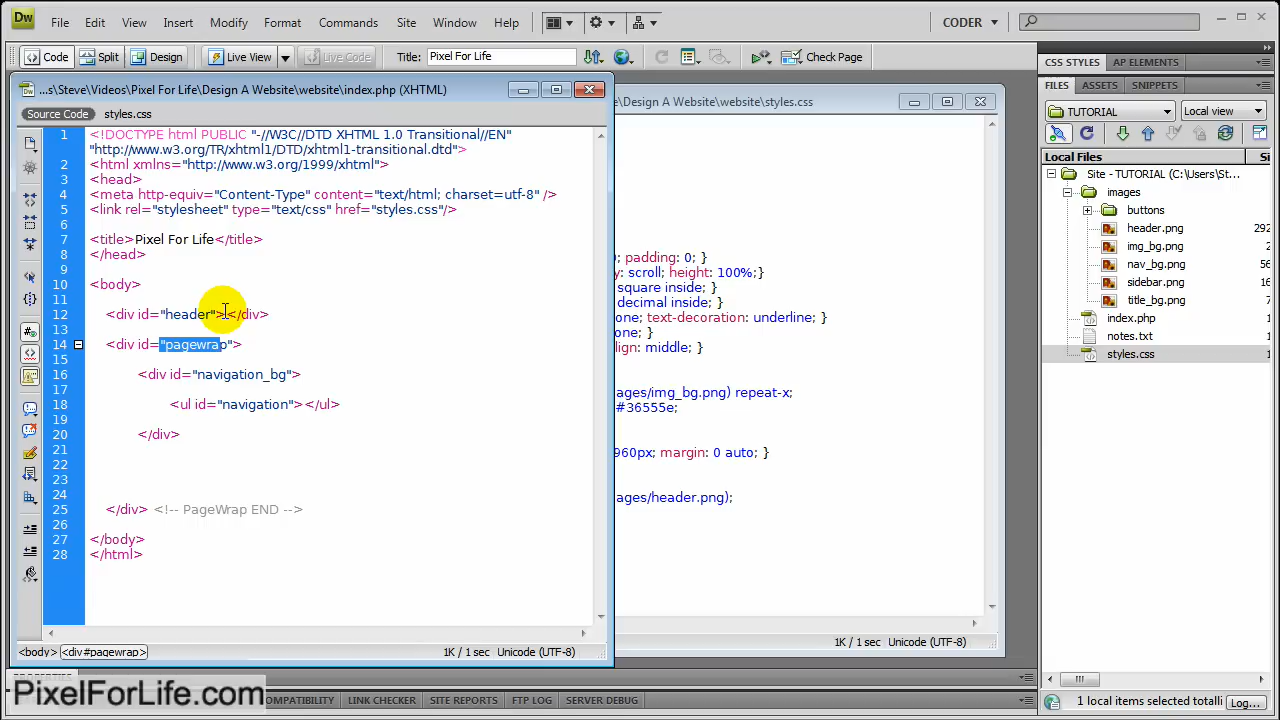 Dw File Edit View Insert Modify Format Commands Site Window Help CODER
Code Split Design Live View Live Code Title: Pixel For Life Check Page
...s\Steve\Videos\Pixel For Life\Design A Website\website\index.php (XHTML)
Source Code styles.css
1 <!DOCTYPE html PUBLIC "-//W3C//DTD XHTML 1.0 Transitional//EN"
"http://www.w3.org/TR/xhtml1/DTD/xhtml1-transitional.dtd">
2 <html xmlns="http://www.w3.org/1999/xhtml">
3 <head>
4 <meta http-equiv="Content-Type" content="text/html; charset=utf-8" />
5 <link rel="stylesheet" type="text/css" href="styles.css"/>
6
7 <title>Pixel For Life</title>
8 </head>
9
10 <body>
11
12 <div id="header"></div>
13
14 <div id="pagewrap">
15
16 <div id="navigation_bg">
17
18 <ul id="navigation"></ul>
19
20 </div>
21
22
23
24
25 </div> <!-- PageWrap END -->
26
27 </body>
28 </html>
<body> <div#pagewrap> 1K / 1 sec Unicode (UTF-8)
e\Design A Website\website\styles.css
; padding: 0; }
y: scroll; height: 100%;}
square inside; }
decimal inside; }
one; text-decoration: underline; }
one; }
lign: middle; }
ages/img_bg.png) repeat-x;
#36555e;
960px; margin: 0 auto; }
ages/header.png);
1K / 1 sec Unicode (UTF-8)
CSS STYLES AP ELEMENTS
FILES ASSETS SNIPPETS
TUTORIAL Local view
Local Files Si
Site - TUTORIAL (C:\Users\St...
images
buttons
header.png 292
img_bg.png 5
nav_bg.png 56
sidebar.png 17
title_bg.png
index.php
notes.txt
styles.css
1 local items selected totalli Log...
PixelForLife.com
COMPATIBILITY LINK CHECKER SITE REPORTS FTP LOG SERVER DEBUG